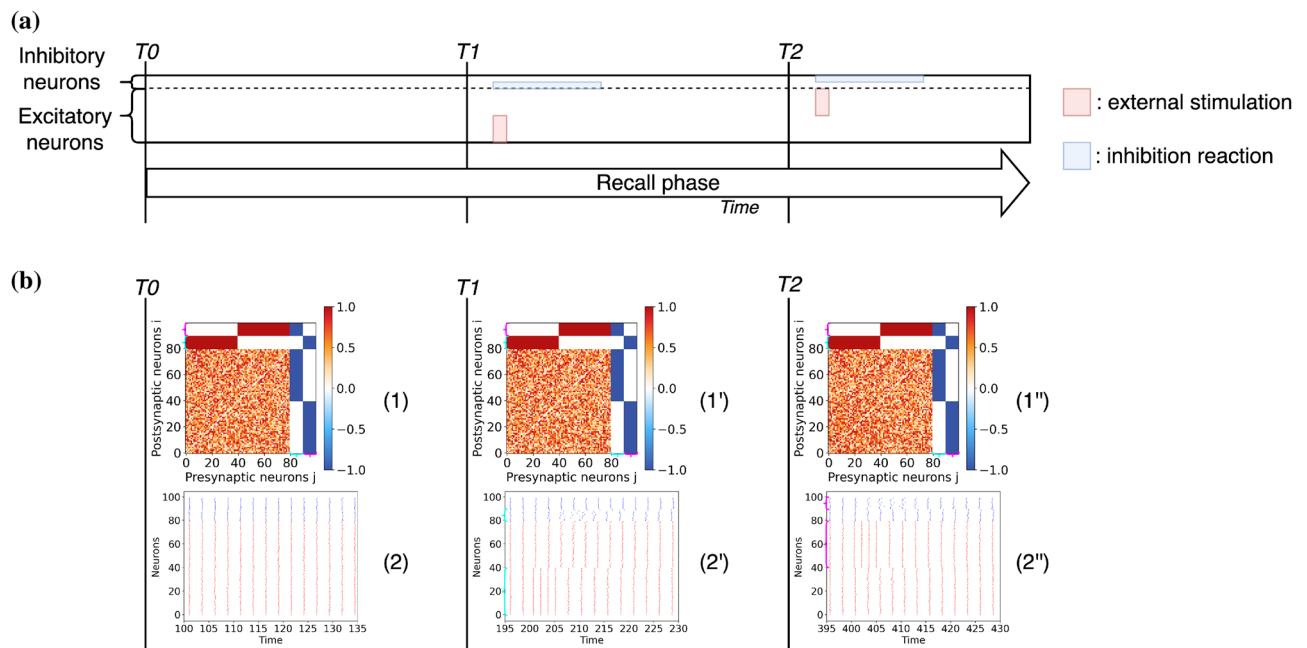 (a)
T0 T1 T2
Inhibitory
neurons
Excitatory
neurons
: external stimulation
: inhibition reaction
Recall phase
Time
(b)
T0 T1 T2
Postsynaptic neurons i
80
60
40
20
0
0 20 40 60 80
Presynaptic neurons j
1.0
0.5
0.0
−0.5
−1.0
(1)
Postsynaptic neurons i
80
60
40
20
0
0 20 40 60 80
Presynaptic neurons j
1.0
0.5
0.0
−0.5
−1.0
(1')
Postsynaptic neurons i
80
60
40
20
0
0 20 40 60 80
Presynaptic neurons j
1.0
0.5
0.0
−0.5
−1.0
(1")
Neurons
100
80
60
40
20
0
100 105 110 115 120 125 130 135
Time
(2)
Neurons
100
80
60
40
20
0
195 200 205 210 215 220 225 230
Time
(2')
Neurons
100
80
60
40
20
0
395 400 405 410 415 420 425 430
Time
(2")